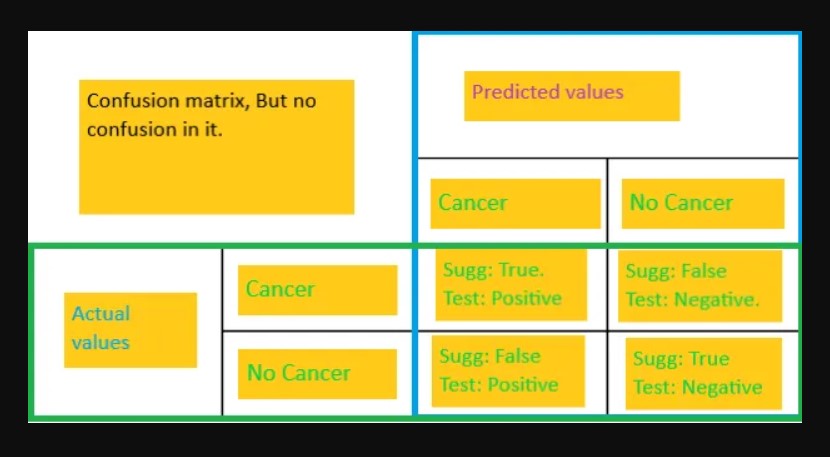 Confusion matrix, But no
confusion in it.
Predicted values
Cancer
No Cancer
Actual
values
Cancer
Sugg: True.
Test: Positive
Sugg: False
Test: Negative.
No Cancer
Sugg: False
Test: Positive
Sugg: True
Test: Negative